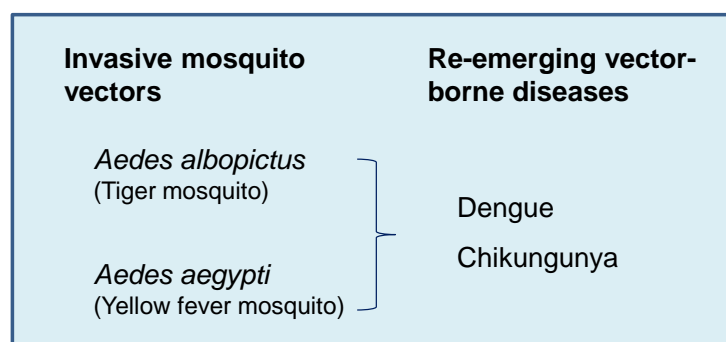 Invasive mosquito
vectors
Re-emerging vector-
borne diseases
Aedes albopictus
(Tiger mosquito)
Aedes aegypti
(Yellow fever mosquito)
Dengue
Chikungunya